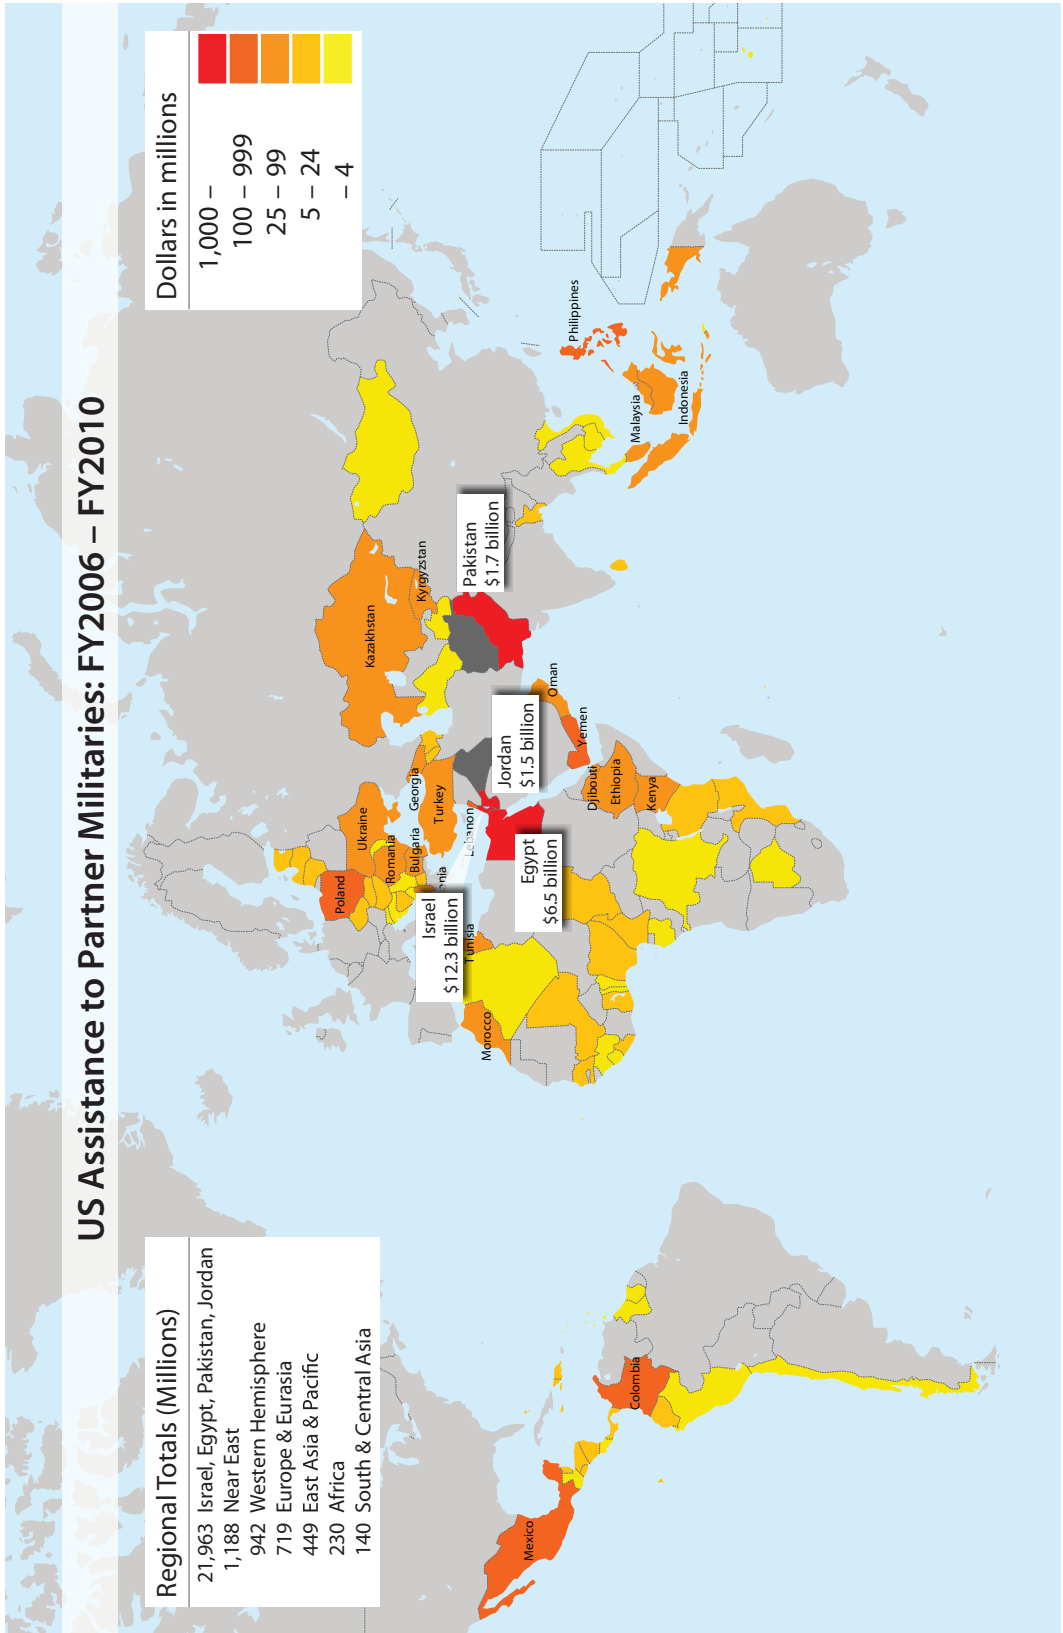 US Assistance to Partner Militaries: FY2006 – FY2010
Regional Totals (Millions)
21,963 Israel, Egypt, Pakistan, Jordan
1,188 Near East
942 Western Hemisphere
719 Europe & Eurasia
449 East Asia & Pacific
230 Africa
140 South & Central Asia
Dollars in millions
1,000 –
100 – 999
25 – 99
5 – 24
– 4
Mexico
Colombia
Poland
Ukraine
Romania
Bulgaria
Georgia
Turkey
Lebanon
nia
Israel
$12.3 billion
Tunisia
Morocco
Egypt
$6.5 billion
Jordan
$1.5 billion
Pakistan
$1.7 billion
Kazakhstan
Kyrgyzstan
Oman
Yemen
Djibouti
Ethiopia
Kenya
Philippines
Malaysia
Indonesia